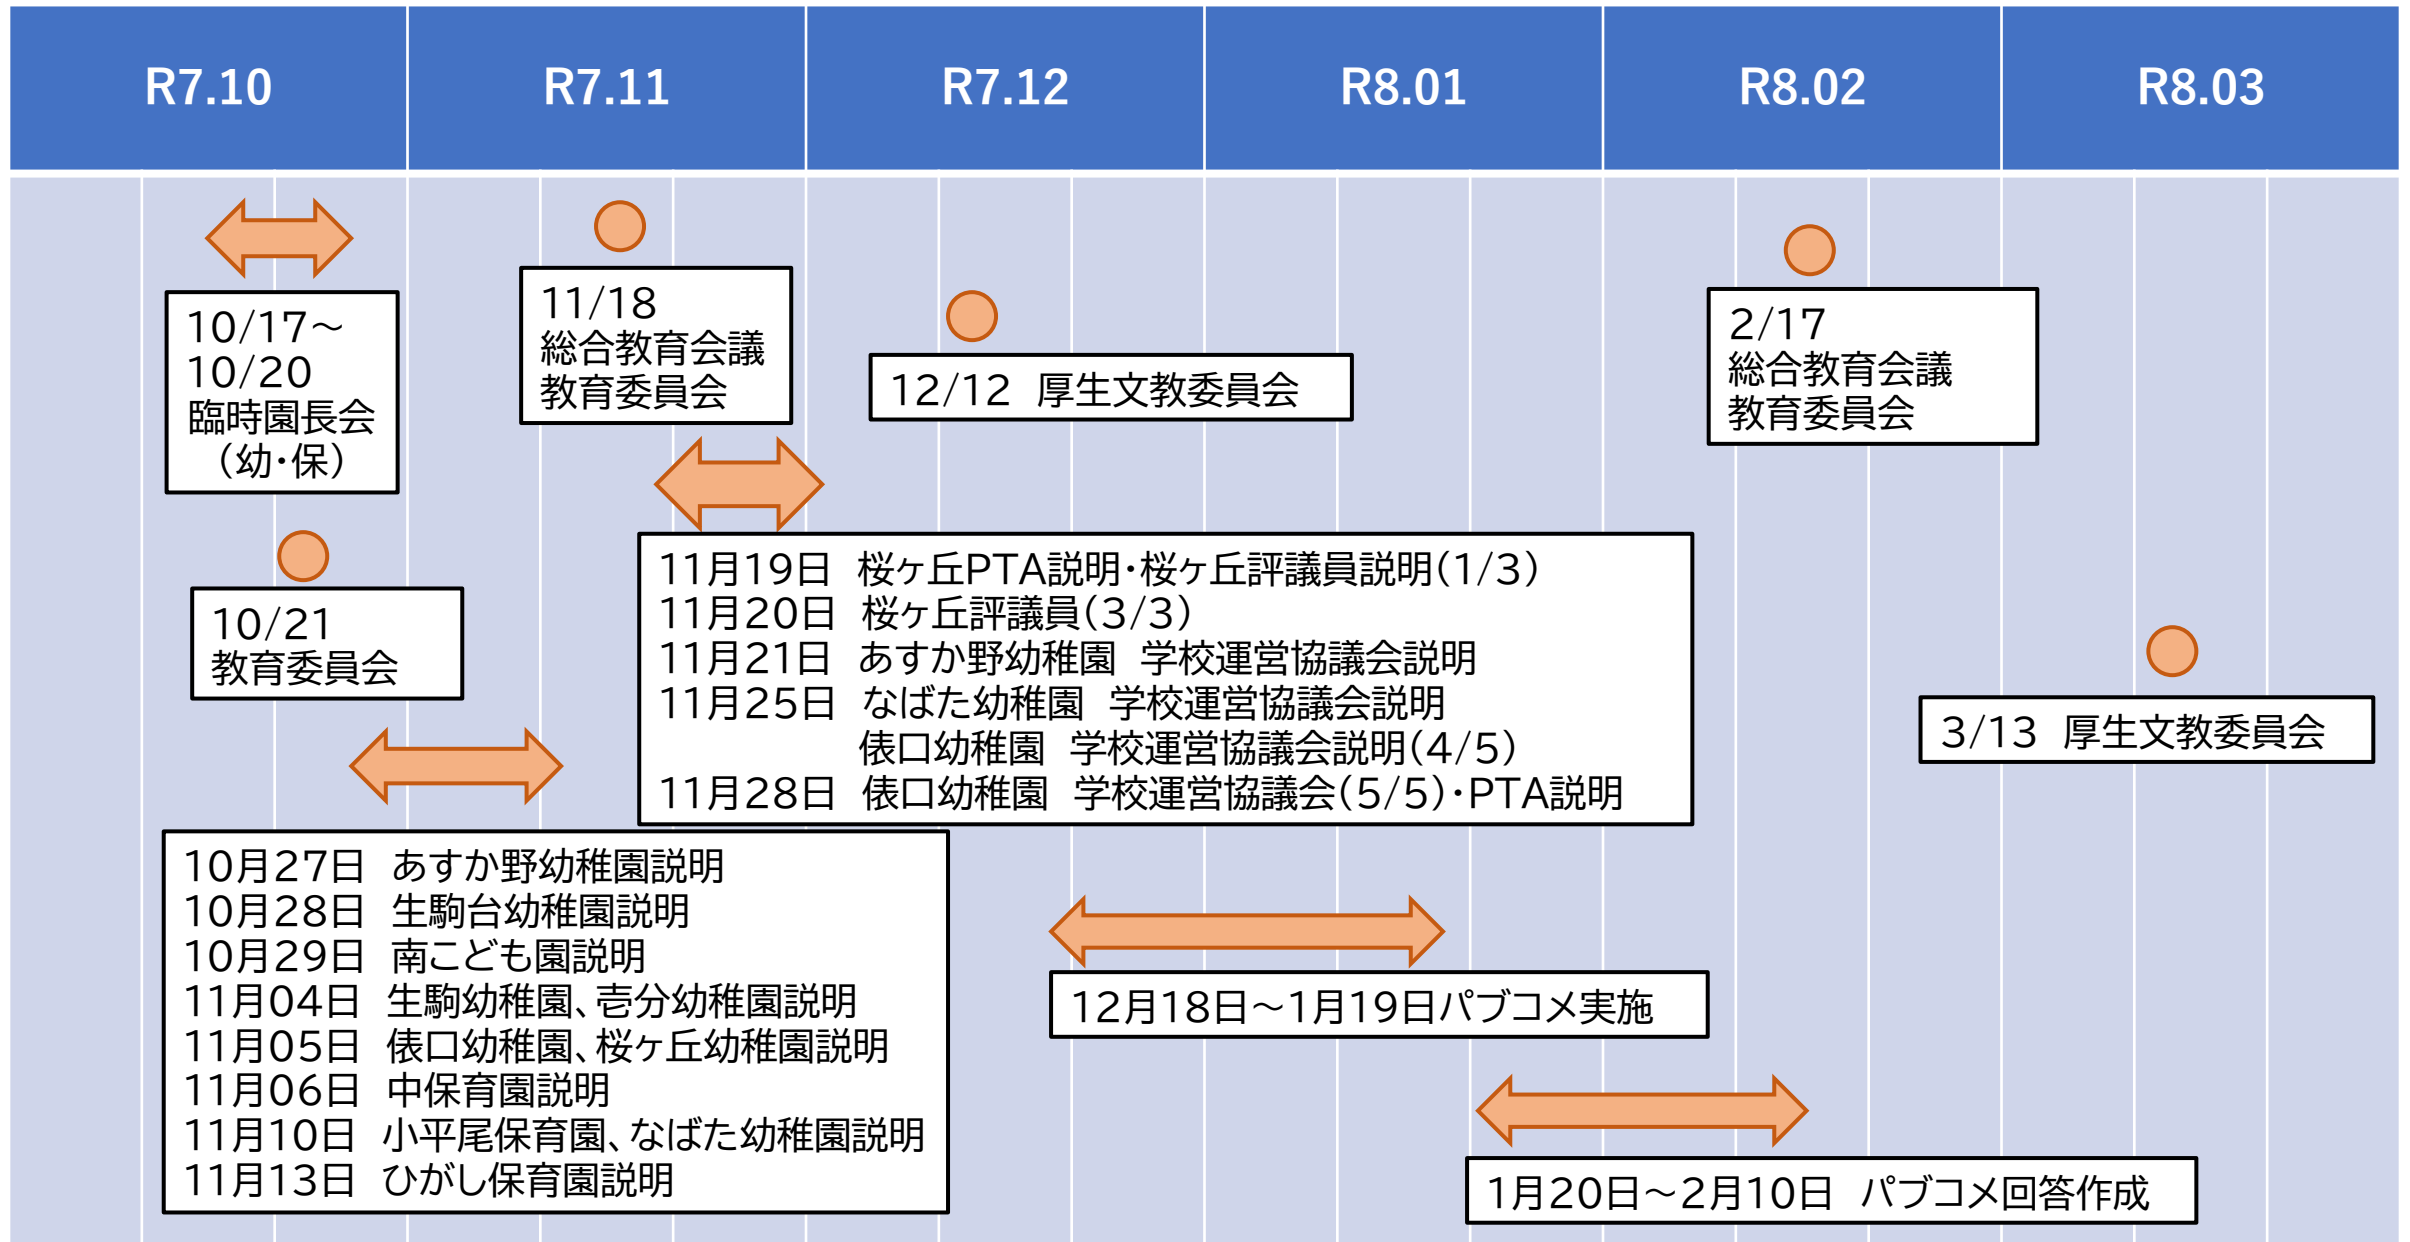 R7.10
R7.11
R7.12
R8.01
R8.02
R8.03
10/17～
10/20
臨時園長会
（幼・保）
11/18
総合教育会議
教育委員会
12/12　厚生文教委員会
2/17
総合教育会議
教育委員会
10/21
教育委員会
11月19日　桜ヶ丘PTA説明・桜ヶ丘評議員説明（1/3）
11月20日　桜ヶ丘評議員（3/3）
11月21日　あすか野幼稚園　学校運営協議会説明
11月25日　なばた幼稚園　学校運営協議会説明
俵口幼稚園　学校運営協議会説明（4/5）
11月28日　俵口幼稚園　学校運営協議会（5/5）・PTA説明
3/13　厚生文教委員会
10月27日　あすか野幼稚園説明
10月28日　生駒台幼稚園説明
10月29日　南こども園説明
11月04日　生駒幼稚園、壱分幼稚園説明
11月05日　俵口幼稚園、桜ヶ丘幼稚園説明
11月06日　中保育園説明
11月10日　小平尾保育園、なばた幼稚園説明
11月13日　ひがし保育園説明
12月18日～1月19日パブコメ実施
1月20日～2月10日　パブコメ回答作成